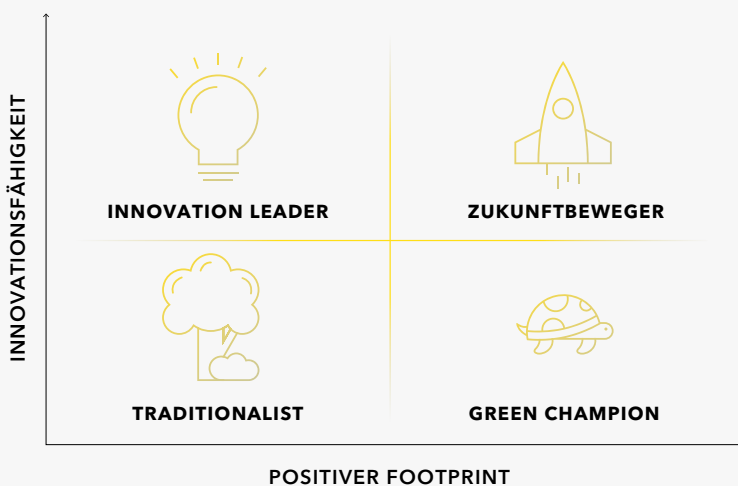 INNOVATIONSFÄHIGKEIT
INNOVATION LEADER
ZUKUNFTBEWEGER
TRADITIONALIST
GREEN CHAMPION
POSITIVER FOOTPRINT